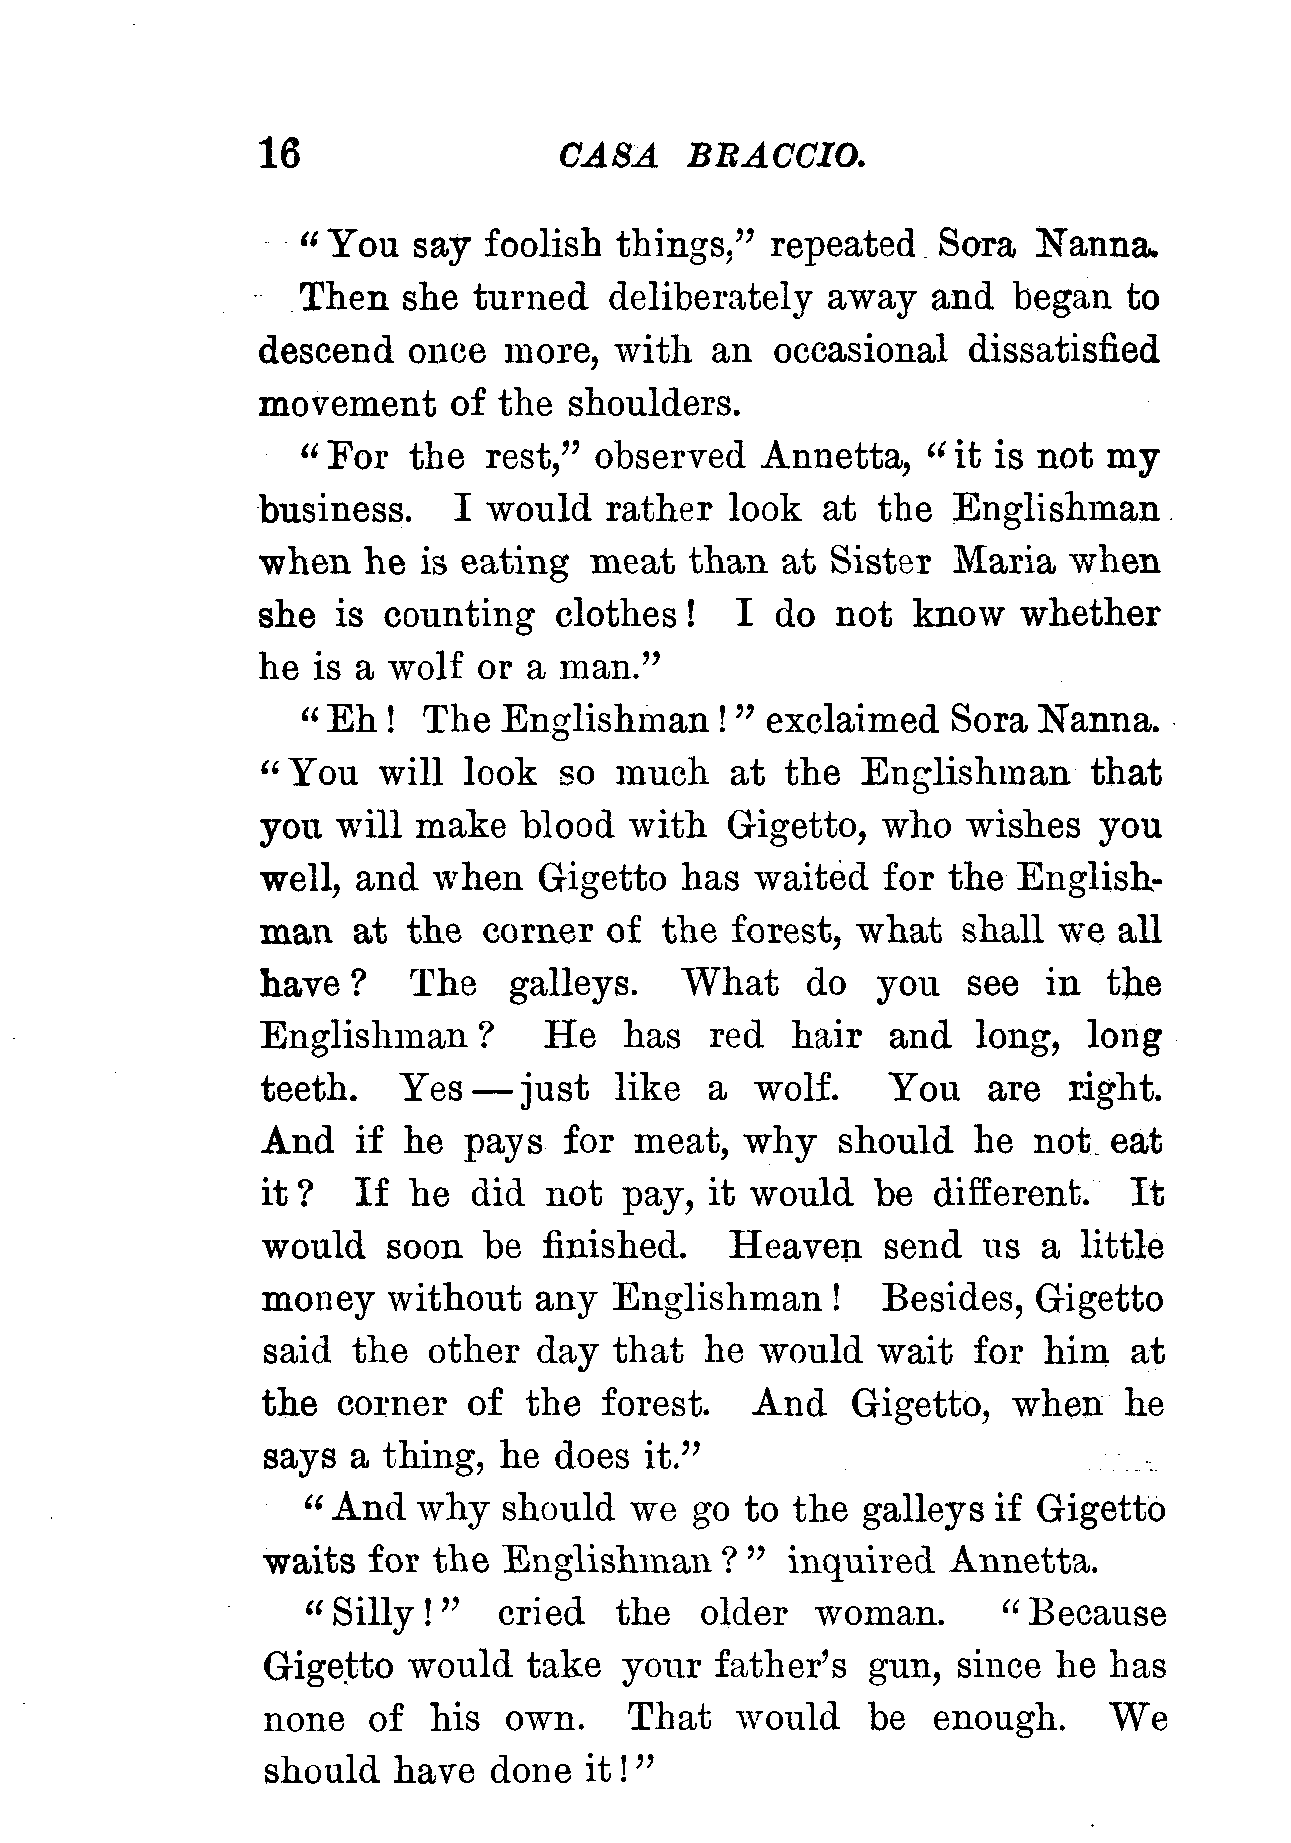 16 CASA BRACCIO.
"You say foolish things," repeated Sora Nanna.
Then she turned deliberately away and began to
descend once more, with an occasional dissatisfied
movement of the shoulders.
"For the rest," observed Annetta, "it is not my
business. I would rather look at the Englishman
when he is eating meat than at Sister Maria when
she is counting clothes! I do not know whether
he is a wolf or a man."
"Eh! The Englishman!" exclaimed Sora Nanna.
"You will look so much at the Englishman that
you will make blood with Gigetto, who wishes you
well, and when Gigetto has waited for the English-
man at the corner of the forest, what shall we all
have? The galleys. What do you see in the
Englishman? He has red hair and long, long
teeth. Yes—just like a wolf. You are right.
And if he pays for meat, why should he not eat
it? If he did not pay, it would be different. It
would soon be finished. Heaven send us a little
money without any Englishman! Besides, Gigetto
said the other day that he would wait for him at
the corner of the forest. And Gigetto, when he
says a thing, he does it."
"And why should we go to the galleys if Gigetto
waits for the Englishman?" inquired Annetta.
"Silly!" cried the older woman. "Because
Gigetto would take your father's gun, since he has
none of his own. That would be enough. We
should have done it!"